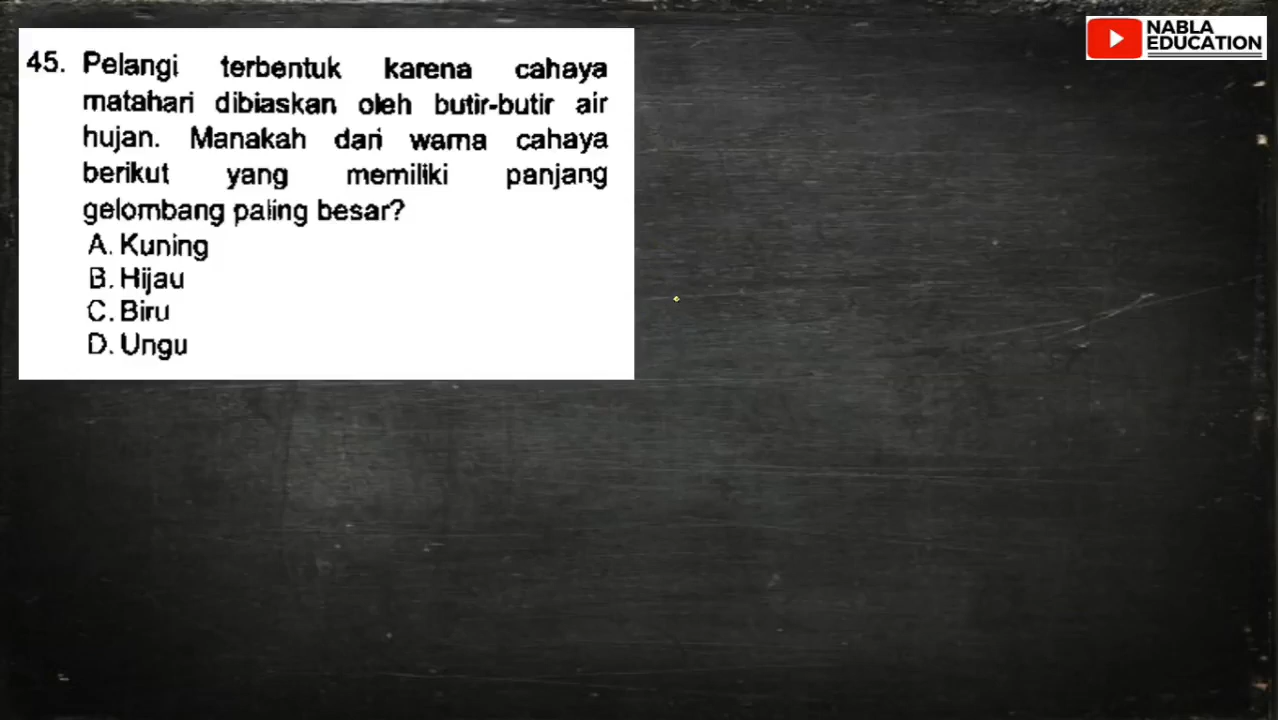 NABLA
EDUCATION
45. Pelangi terbentuk karena cahaya
matahari dibiaskan oleh butir-butir air
hujan. Manakah dari warna cahaya
berikut yang memiliki panjang
gelombang paling besar?
A. Kuning
B. Hijau
C. Biru
D. Ungu